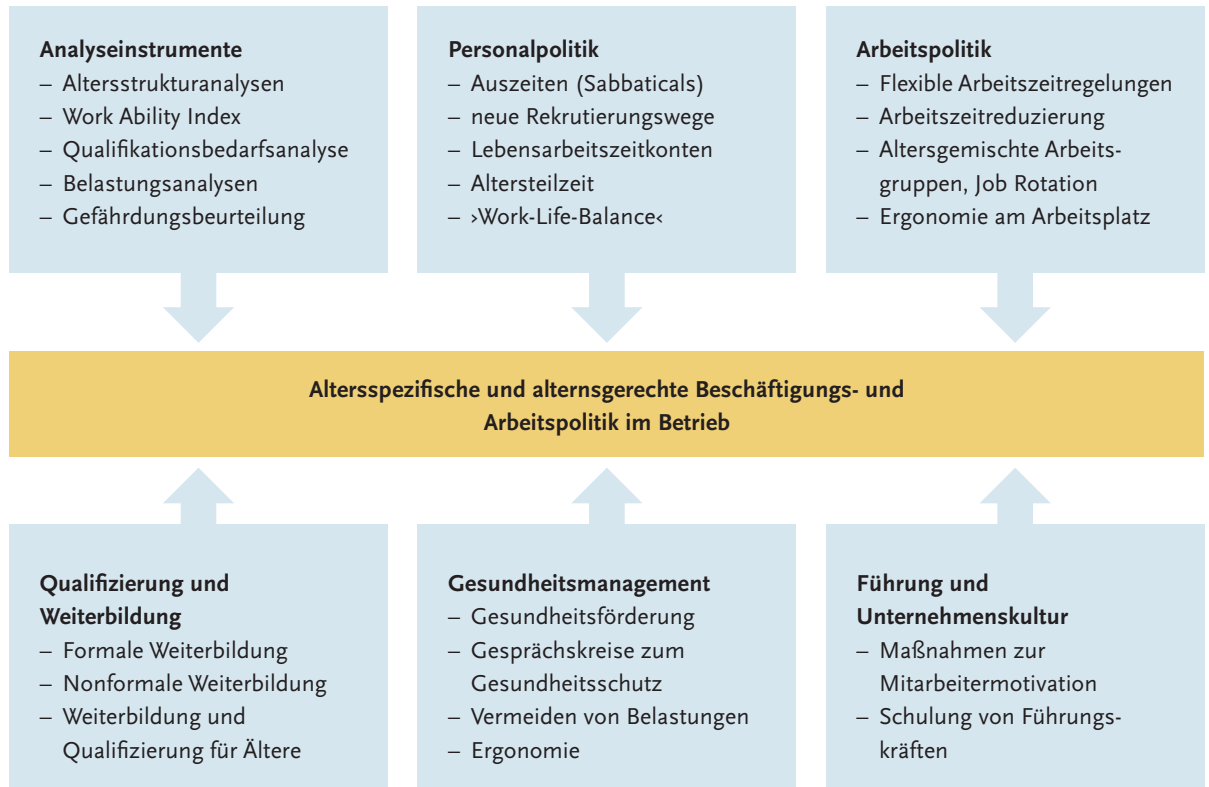 Analyseinstrumente
– Altersstrukturanalysen
– Work Ability Index
– Qualifikationsbedarfsanalyse
– Belastungsanalysen
– Gefährdungsbeurteilung
Personalpolitik
– Auszeiten (Sabbaticals)
– neue Rekrutierungswege
– Lebensarbeitszeitkonten
– Altersteilzeit
– ›Work-Life-Balance‹
Arbeitspolitik
– Flexible Arbeitszeitregelungen
– Arbeitszeitreduzierung
– Altersgemischte Arbeits-
gruppen, Job Rotation
– Ergonomie am Arbeitsplatz
Altersspezifische und alternsgerechte Beschäftigungs- und
Arbeitspolitik im Betrieb
Qualifizierung und
Weiterbildung
– Formale Weiterbildung
– Nonformale Weiterbildung
– Weiterbildung und
Qualifizierung für Ältere
Gesundheitsmanagement
– Gesundheitsförderung
– Gesprächskreise zum
Gesundheitsschutz
– Vermeiden von Belastungen
– Ergonomie
Führung und
Unternehmenskultur
– Maßnahmen zur
Mitarbeitermotivation
– Schulung von Führungs-
kräften